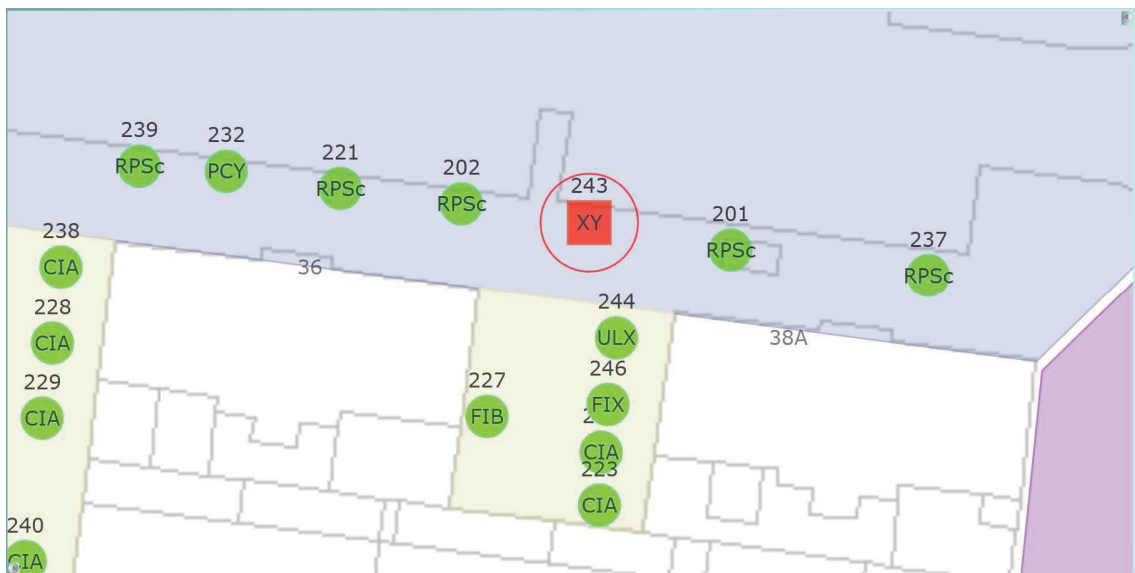 239
RPSc
232
PCY
221
RPSc
202
RPSc
243
XY
201
RPSc
237
RPSc
238
CIA
36
228
CIA
229
CIA
244
ULX
38A
246
FIX
227
FIB
CIA
223
CIA
240
CIA